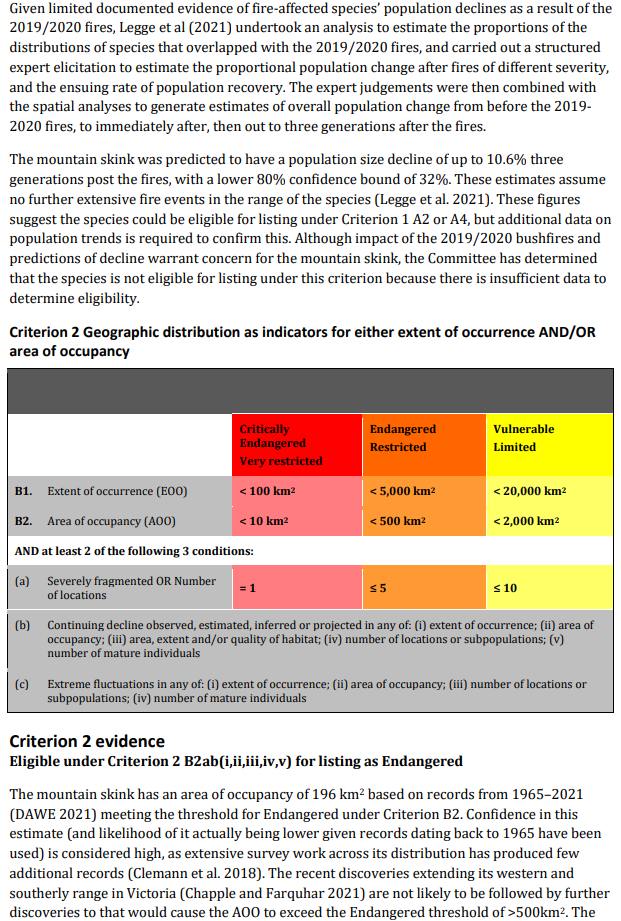 Given limited documented evidence of fire-affected species’ population declines as a result of the
2019/2020 fires, Legge et al (2021) undertook an analysis to estimate the proportions of the
distributions of species that overlapped with the 2019/2020 fires, and carried out a structured
expert elicitation to estimate the proportional population change after fires of different severity,
and the ensuing rate of population recovery. The expert judgements were then combined with
the spatial analyses to generate estimates of overall population change from before the 2019-
2020 fires, to immediately after, then out to three generations after the fires.
The mountain skink was predicted to have a population size decline of up to 10.6% three
generations post the fires, with a lower 80% confidence bound of 32%. These estimates assume
no further extensive fire events in the range of the species (Legge et al. 2021). These figures
suggest the species could be eligible for listing under Criterion 1 A2 or A4, but additional data on
population trends is required to confirm this. Although impact of the 2019/2020 bushfires and
predictions of decline warrant concern for the mountain skink, the Committee has determined
that the species is not eligible for listing under this criterion because there is insufficient data to
determine eligibility.
Criterion 2 Geographic distribution as indicators for either extent of occurrence AND/OR
area of occupancy
Critically
Endangered
Very restricted
Endangered
Restricted
Vulnerable
Limited
B1. Extent of occurrence (EOO) < 100 km² < 5,000 km² < 20,000 km²
B2. Area of occupancy (AOO) < 10 km² < 500 km² < 2,000 km²
AND at least 2 of the following 3 conditions:
(a) Severely fragmented OR Number
of locations
= 1 ≤ 5 ≤ 10
(b) Continuing decline observed, estimated, inferred or projected in any of: (i) extent of occurrence; (ii) area of
occupancy; (iii) area, extent and/or quality of habitat; (iv) number of locations or subpopulations; (v)
number of mature individuals
(c) Extreme fluctuations in any of: (i) extent of occurrence; (ii) area of occupancy; (iii) number of locations or
subpopulations; (iv) number of mature individuals
Criterion 2 evidence
Eligible under Criterion 2 B2ab(i,ii,iii,iv,v) for listing as Endangered
The mountain skink has an area of occupancy of 196 km² based on records from 1965–2021
(DAWE 2021) meeting the threshold for Endangered under Criterion B2. Confidence in this
estimate (and likelihood of it actually being lower given records dating back to 1965 have been
used) is considered high, as extensive survey work across its distribution has produced few
additional records (Clemann et al. 2018). The recent discoveries extending its western and
southerly range in Victoria (Chapple and Farquhar 2021) are not likely to be followed by further
discoveries to that would cause the AOO to exceed the Endangered threshold of >500km². The